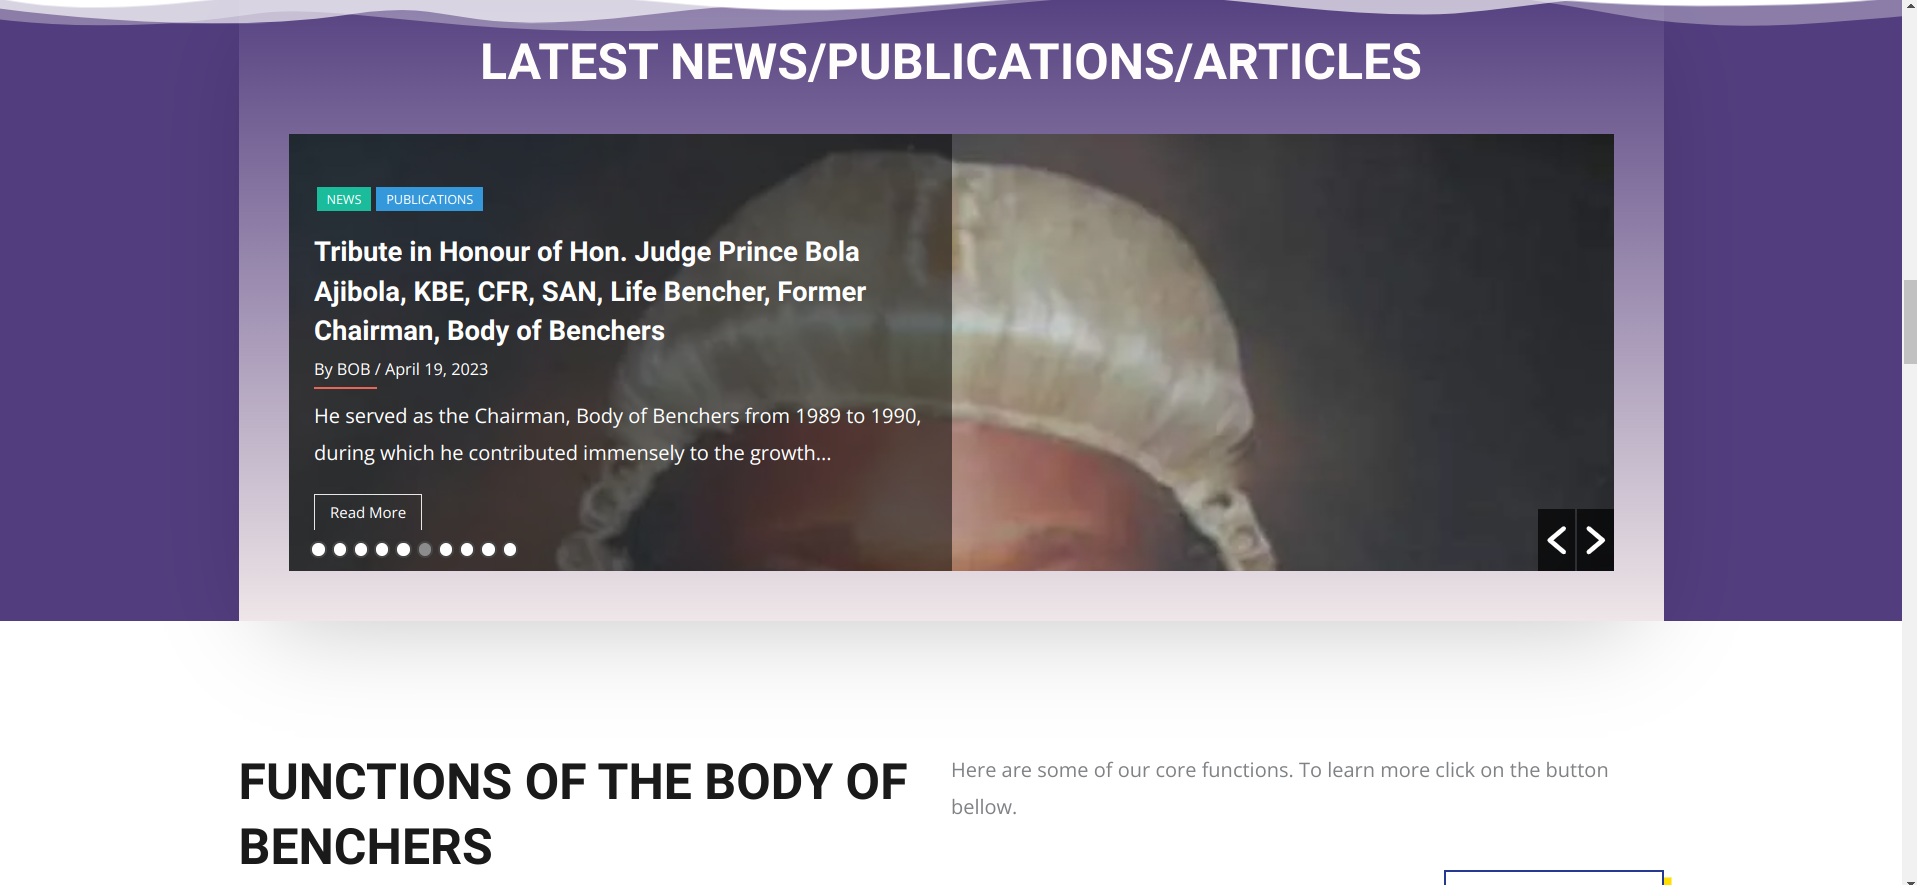 LATEST NEWS/PUBLICATIONS/ARTICLES
NEWS PUBLICATIONS
Tribute in Honour of Hon. Judge Prince Bola
Ajibola, KBE, CFR, SAN, Life Bencher, Former
Chairman, Body of Benchers
By BOB / April 19, 2023
He served as the Chairman, Body of Benchers from 1989 to 1990,
during which he contributed immensely to the growth...
Read More
FUNCTIONS OF THE BODY OF
BENCHERS
Here are some of our core functions. To learn more click on the button
bellow.